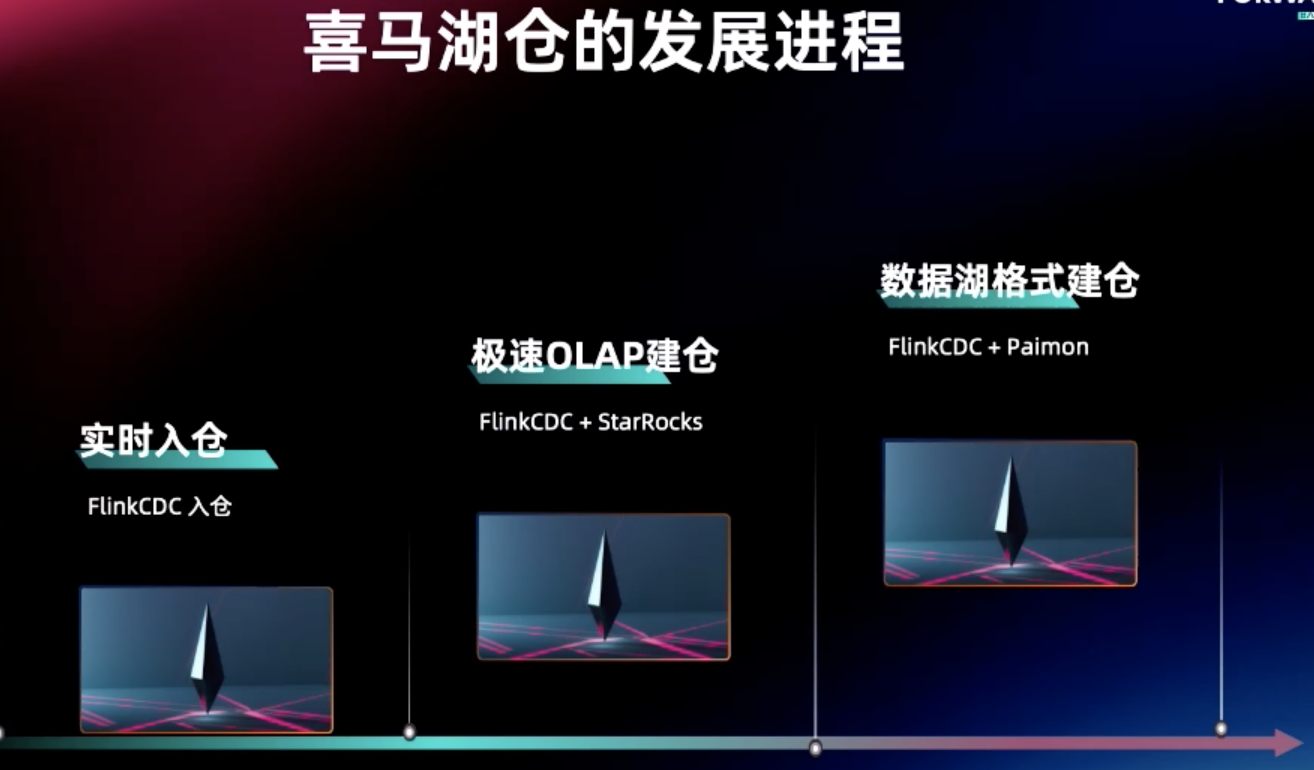 喜马湖仓的发展进程
实时入仓
FlinkCDC 入仓
极速OLAP建仓
FlinkCDC + StarRocks
数据湖格式建仓
FlinkCDC + Paimon